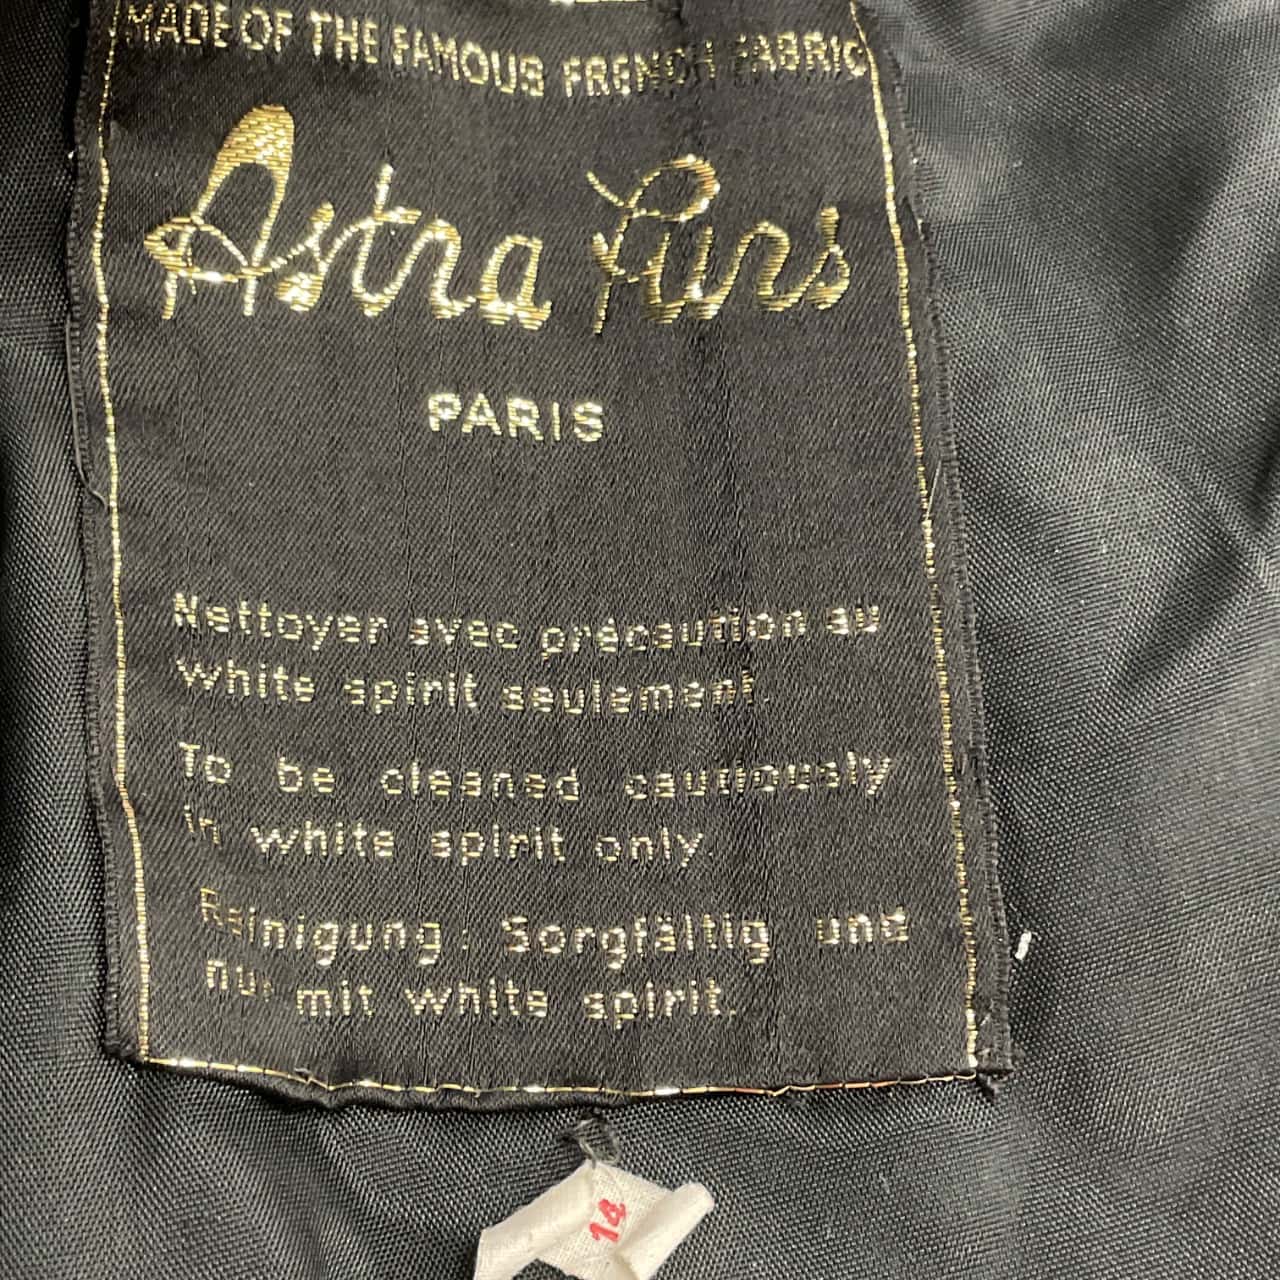 MADE OF THE FAMOUS FRENCH FABRIC
Astra Furs
PARIS
Nettoyer avec précaution au
white spirit seulement
To be cleaned cautiously
in white spirit only
Reinigung: Sorgfältig und
nur mit white spirit.
14